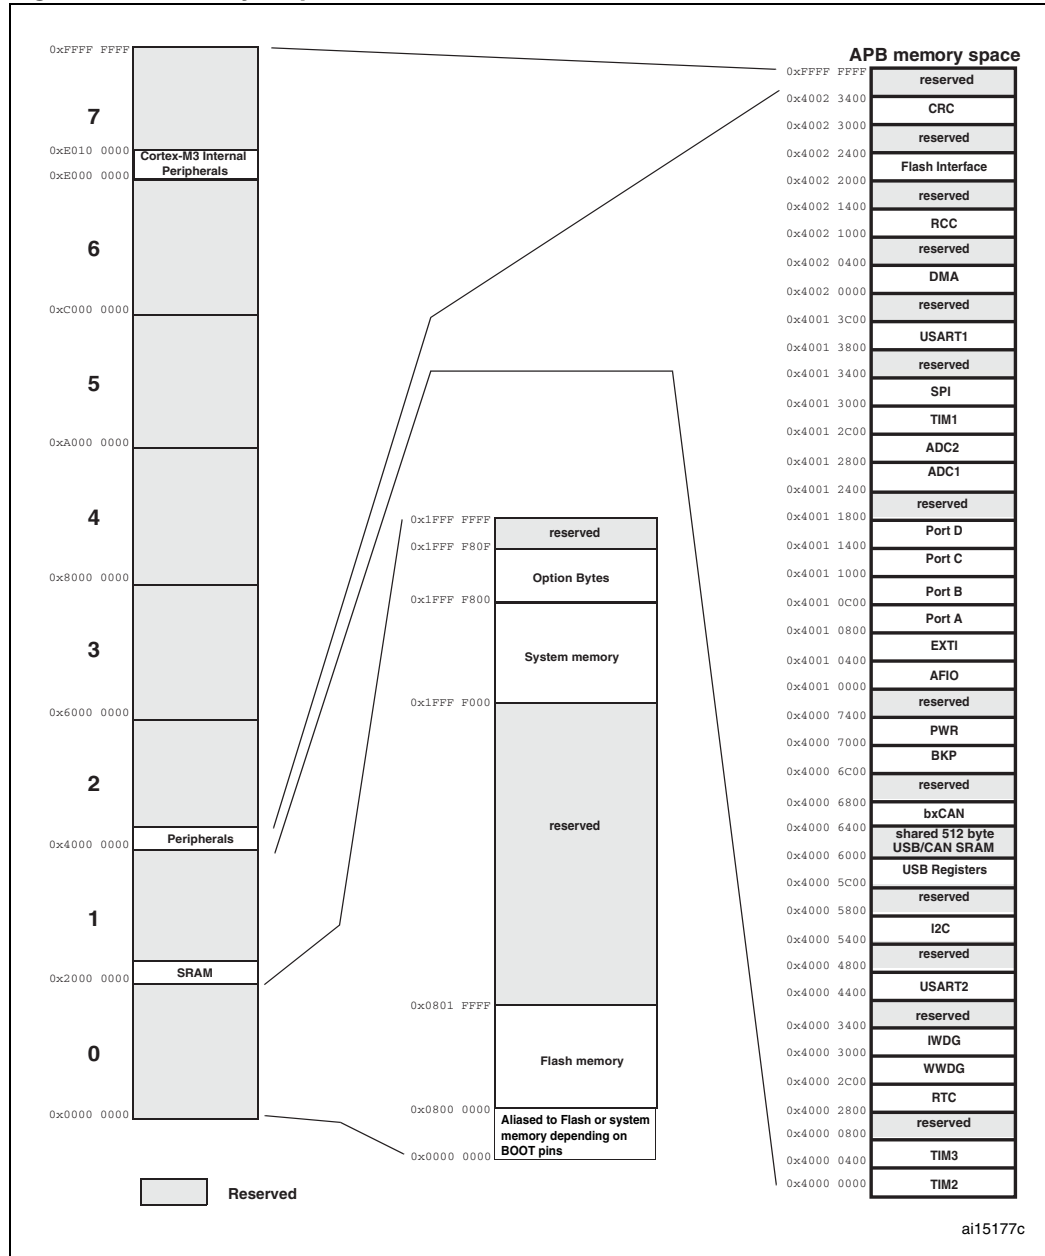 0xFFFF FFFF
7
0xE010 0000
Cortex-M3 Internal
Peripherals
0xE000 0000
6
0xC000 0000
5
0xA000 0000
4
0x8000 0000
3
0x6000 0000
2
Peripherals
0x4000 0000
1
SRAM
0x2000 0000
0
0x0000 0000
Reserved
0x1FFF FFFF
reserved
0x1FFF F80F
Option Bytes
0x1FFF F800
System memory
0x1FFF F000
reserved
0x0801 FFFF
Flash memory
0x0800 0000
Aliased to Flash or system
memory depending on
BOOT pins
0x0000 0000
APB memory space
0xFFFF FFFF
reserved
0x4002 3400
CRC
0x4002 3000
reserved
0x4002 2400
Flash Interface
0x4002 2000
reserved
0x4002 1400
RCC
0x4002 1000
reserved
0x4002 0400
DMA
0x4002 0000
reserved
0x4001 3C00
USART1
0x4001 3800
reserved
0x4001 3400
SPI
0x4001 3000
TIM1
0x4001 2C00
ADC2
0x4001 2800
ADC1
0x4001 2400
reserved
0x4001 1800
Port D
0x4001 1400
Port C
0x4001 1000
Port B
0x4001 0C00
Port A
0x4001 0800
EXTI
0x4001 0400
AFIO
0x4001 0000
reserved
0x4000 7400
PWR
0x4000 7000
BKP
0x4000 6C00
reserved
0x4000 6800
bxCAN
0x4000 6400
shared 512 byte
USB/CAN SRAM
0x4000 6000
USB Registers
0x4000 5C00
reserved
0x4000 5800
I2C
0x4000 5400
reserved
0x4000 4800
USART2
0x4000 4400
reserved
0x4000 3400
IWDG
0x4000 3000
WWDG
0x4000 2C00
RTC
0x4000 2800
reserved
0x4000 0800
TIM3
0x4000 0400
TIM2
0x4000 0000
ai15177c